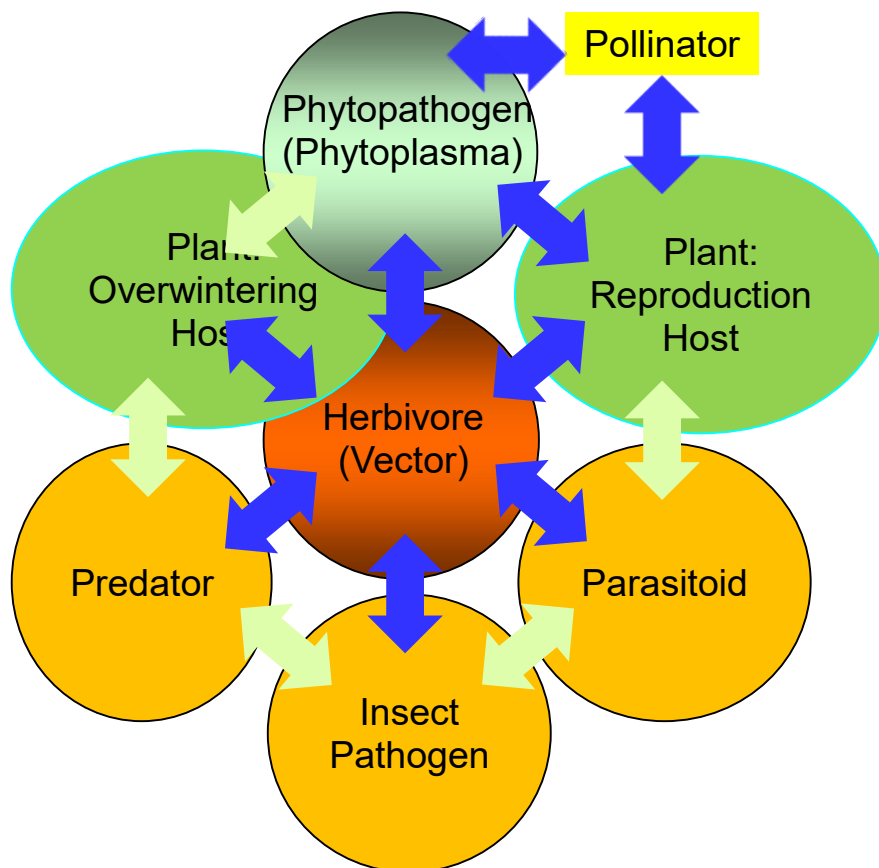 Pollinator
Phytopathogen
(Phytoplasma)
Plant:
Overwintering
Host
Plant:
Reproduction
Host
Herbivore
(Vector)
Predator
Parasitoid
Insect
Pathogen